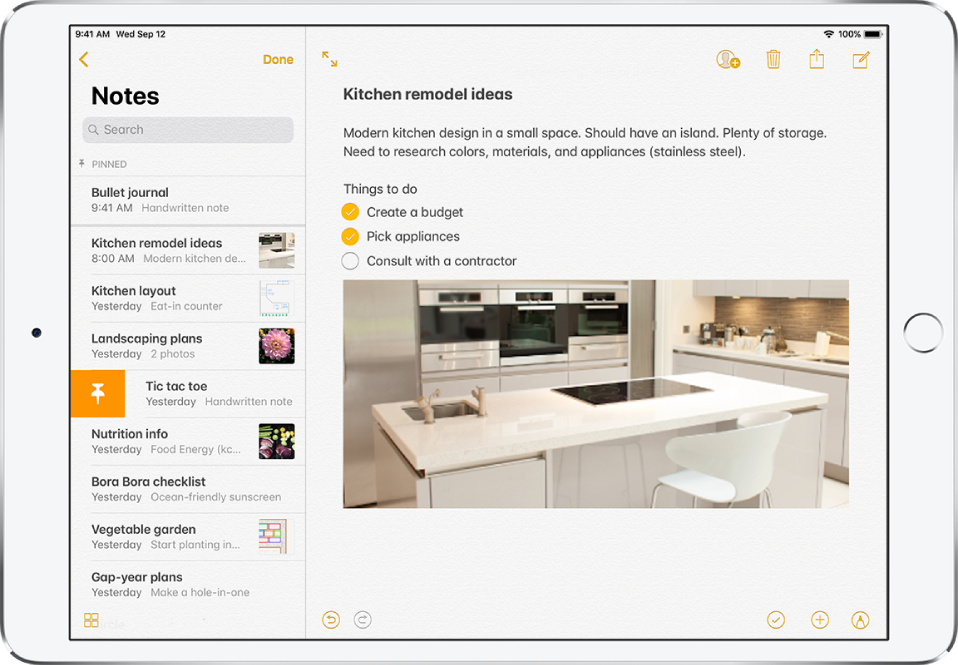 9:41 AM Wed Sep 12
100%
Done
Notes
Search
PINNED
Bullet journal
9:41 AM Handwritten note
Kitchen remodel ideas
8:00 AM Modern kitchen de...
Kitchen layout
Yesterday Eat-in counter
Landscaping plans
Yesterday 2 photos
Tic tac toe
Yesterday Handwritten note
Nutrition info
Yesterday Food Energy (kc...
Bora Bora checklist
Yesterday Ocean-friendly sunscreen
Vegetable garden
Yesterday Start planting in...
Gap-year plans
Yesterday Make a hole-in-one
Kitchen remodel ideas
Modern kitchen design in a small space. Should have an island. Plenty of storage.
Need to research colors, materials, and appliances (stainless steel).
Things to do
Create a budget
Pick appliances
Consult with a contractor